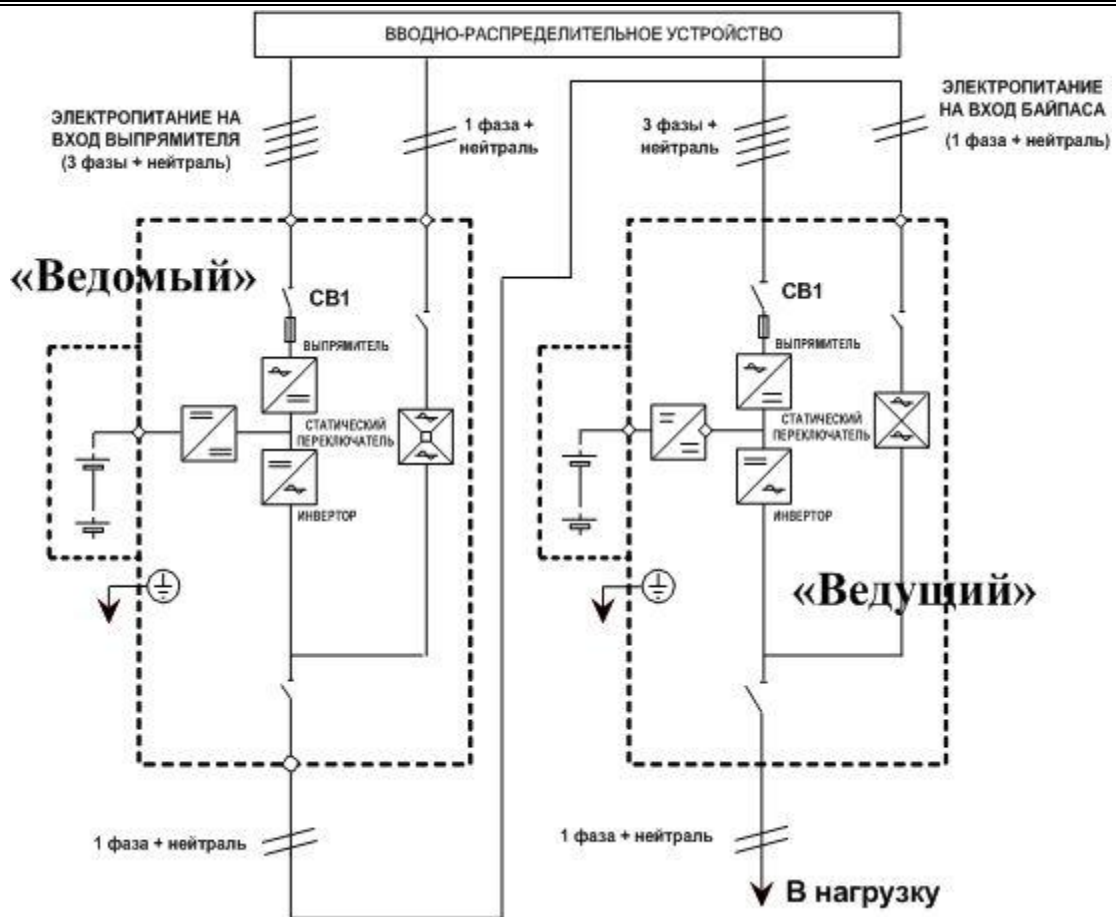 ВВОДНО-РАСПРЕДЕЛИТЕЛЬНОЕ УСТРОЙСТВО
ЭЛЕКТРОПИТАНИЕ НА
ВХОД ВЫПРЯМИТЕЛЯ
(3 фазы + нейтраль)
1 фаза +
нейтраль
3 фазы +
нейтраль
ЭЛЕКТРОПИТАНИЕ
НА ВХОД БАЙПАСА
(1 фаза + нейтраль)
«Ведомый»
СВ1
ВЫПРЯМИТЕЛЬ
СТАТИЧЕСКИЙ
ПЕРЕКЛЮЧАТЕЛЬ
ИНВЕРТОР
СВ1
ВЫПРЯМИТЕЛЬ
СТАТИЧЕСКИЙ
ПЕРЕКЛЮЧАТЕЛЬ
ИНВЕРТОР
«Ведущий»
1 фаза + нейтраль
1 фаза + нейтраль
В нагрузку